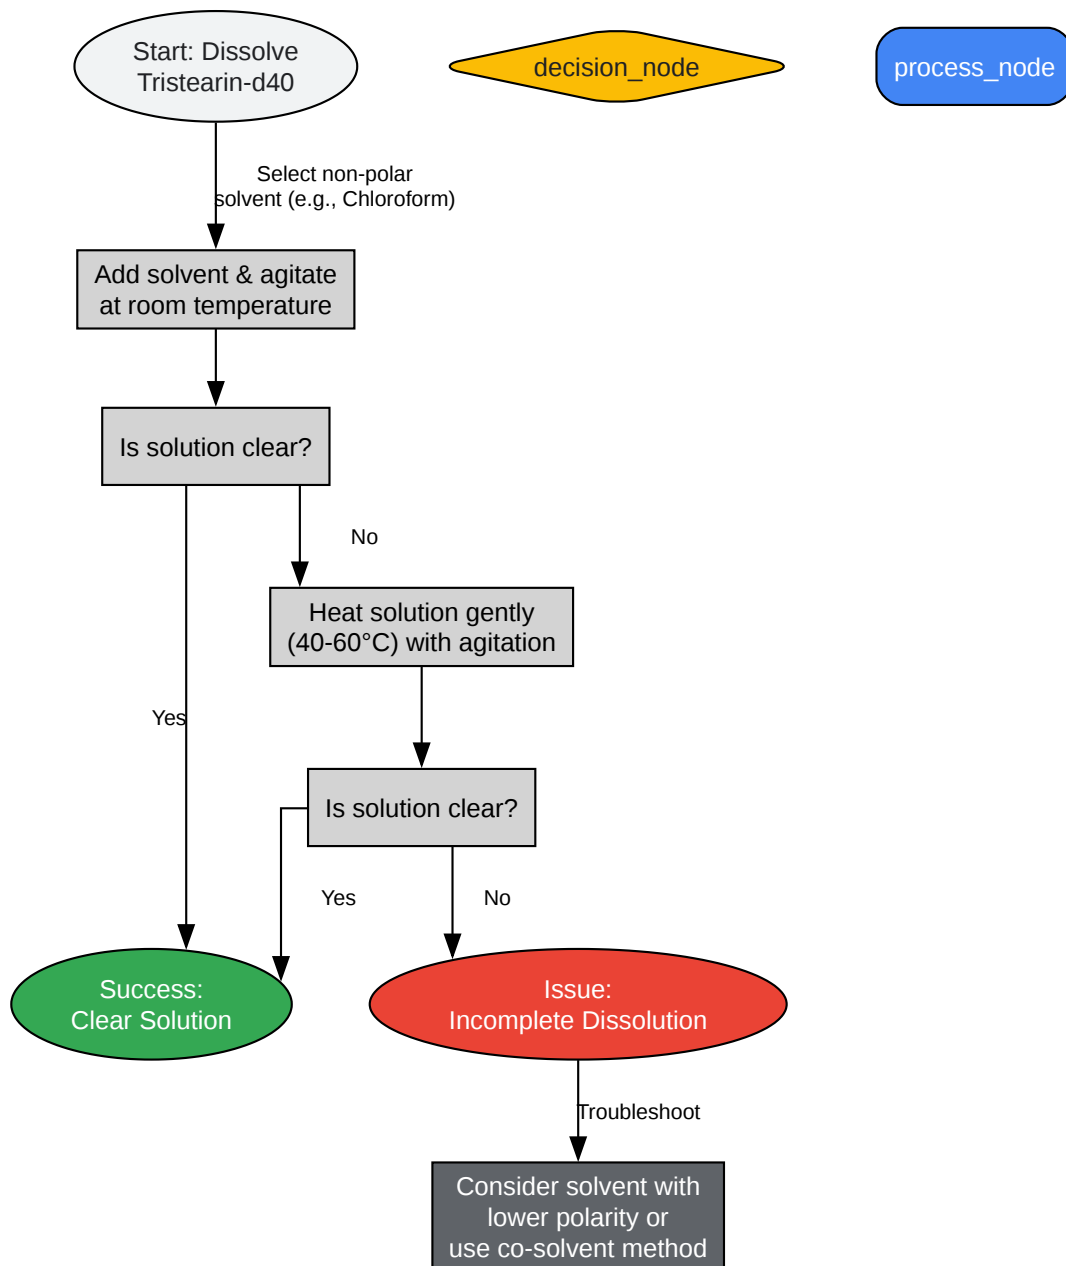 Start: Dissolve
Tristearin-d40
decision_node
process_node
Select non-polar
solvent (e.g., Chloroform)
Add solvent & agitate
at room temperature
Is solution clear?
No
Heat solution gently
(40-60°C) with agitation
Yes
Is solution clear?
Yes
No
Success:
Clear Solution
Issue:
Incomplete Dissolution
Troubleshoot
Consider solvent with
lower polarity or
use co-solvent method